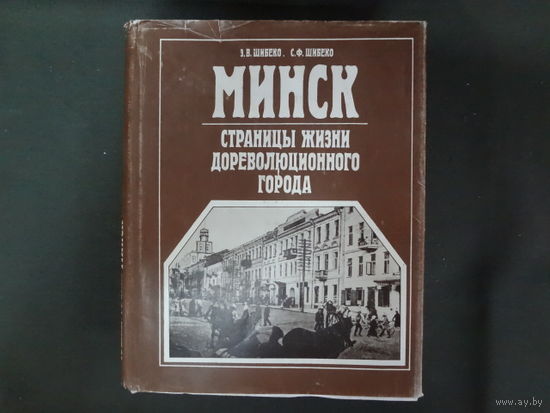 З.В. ШИБЕКО. С.Ф. ШИБЕКО
МИНСК
СТРАНИЦЫ ЖИЗНИ
ДОРЕВОЛЮЦИОННОГО
ГОРОДА
www.ay.by